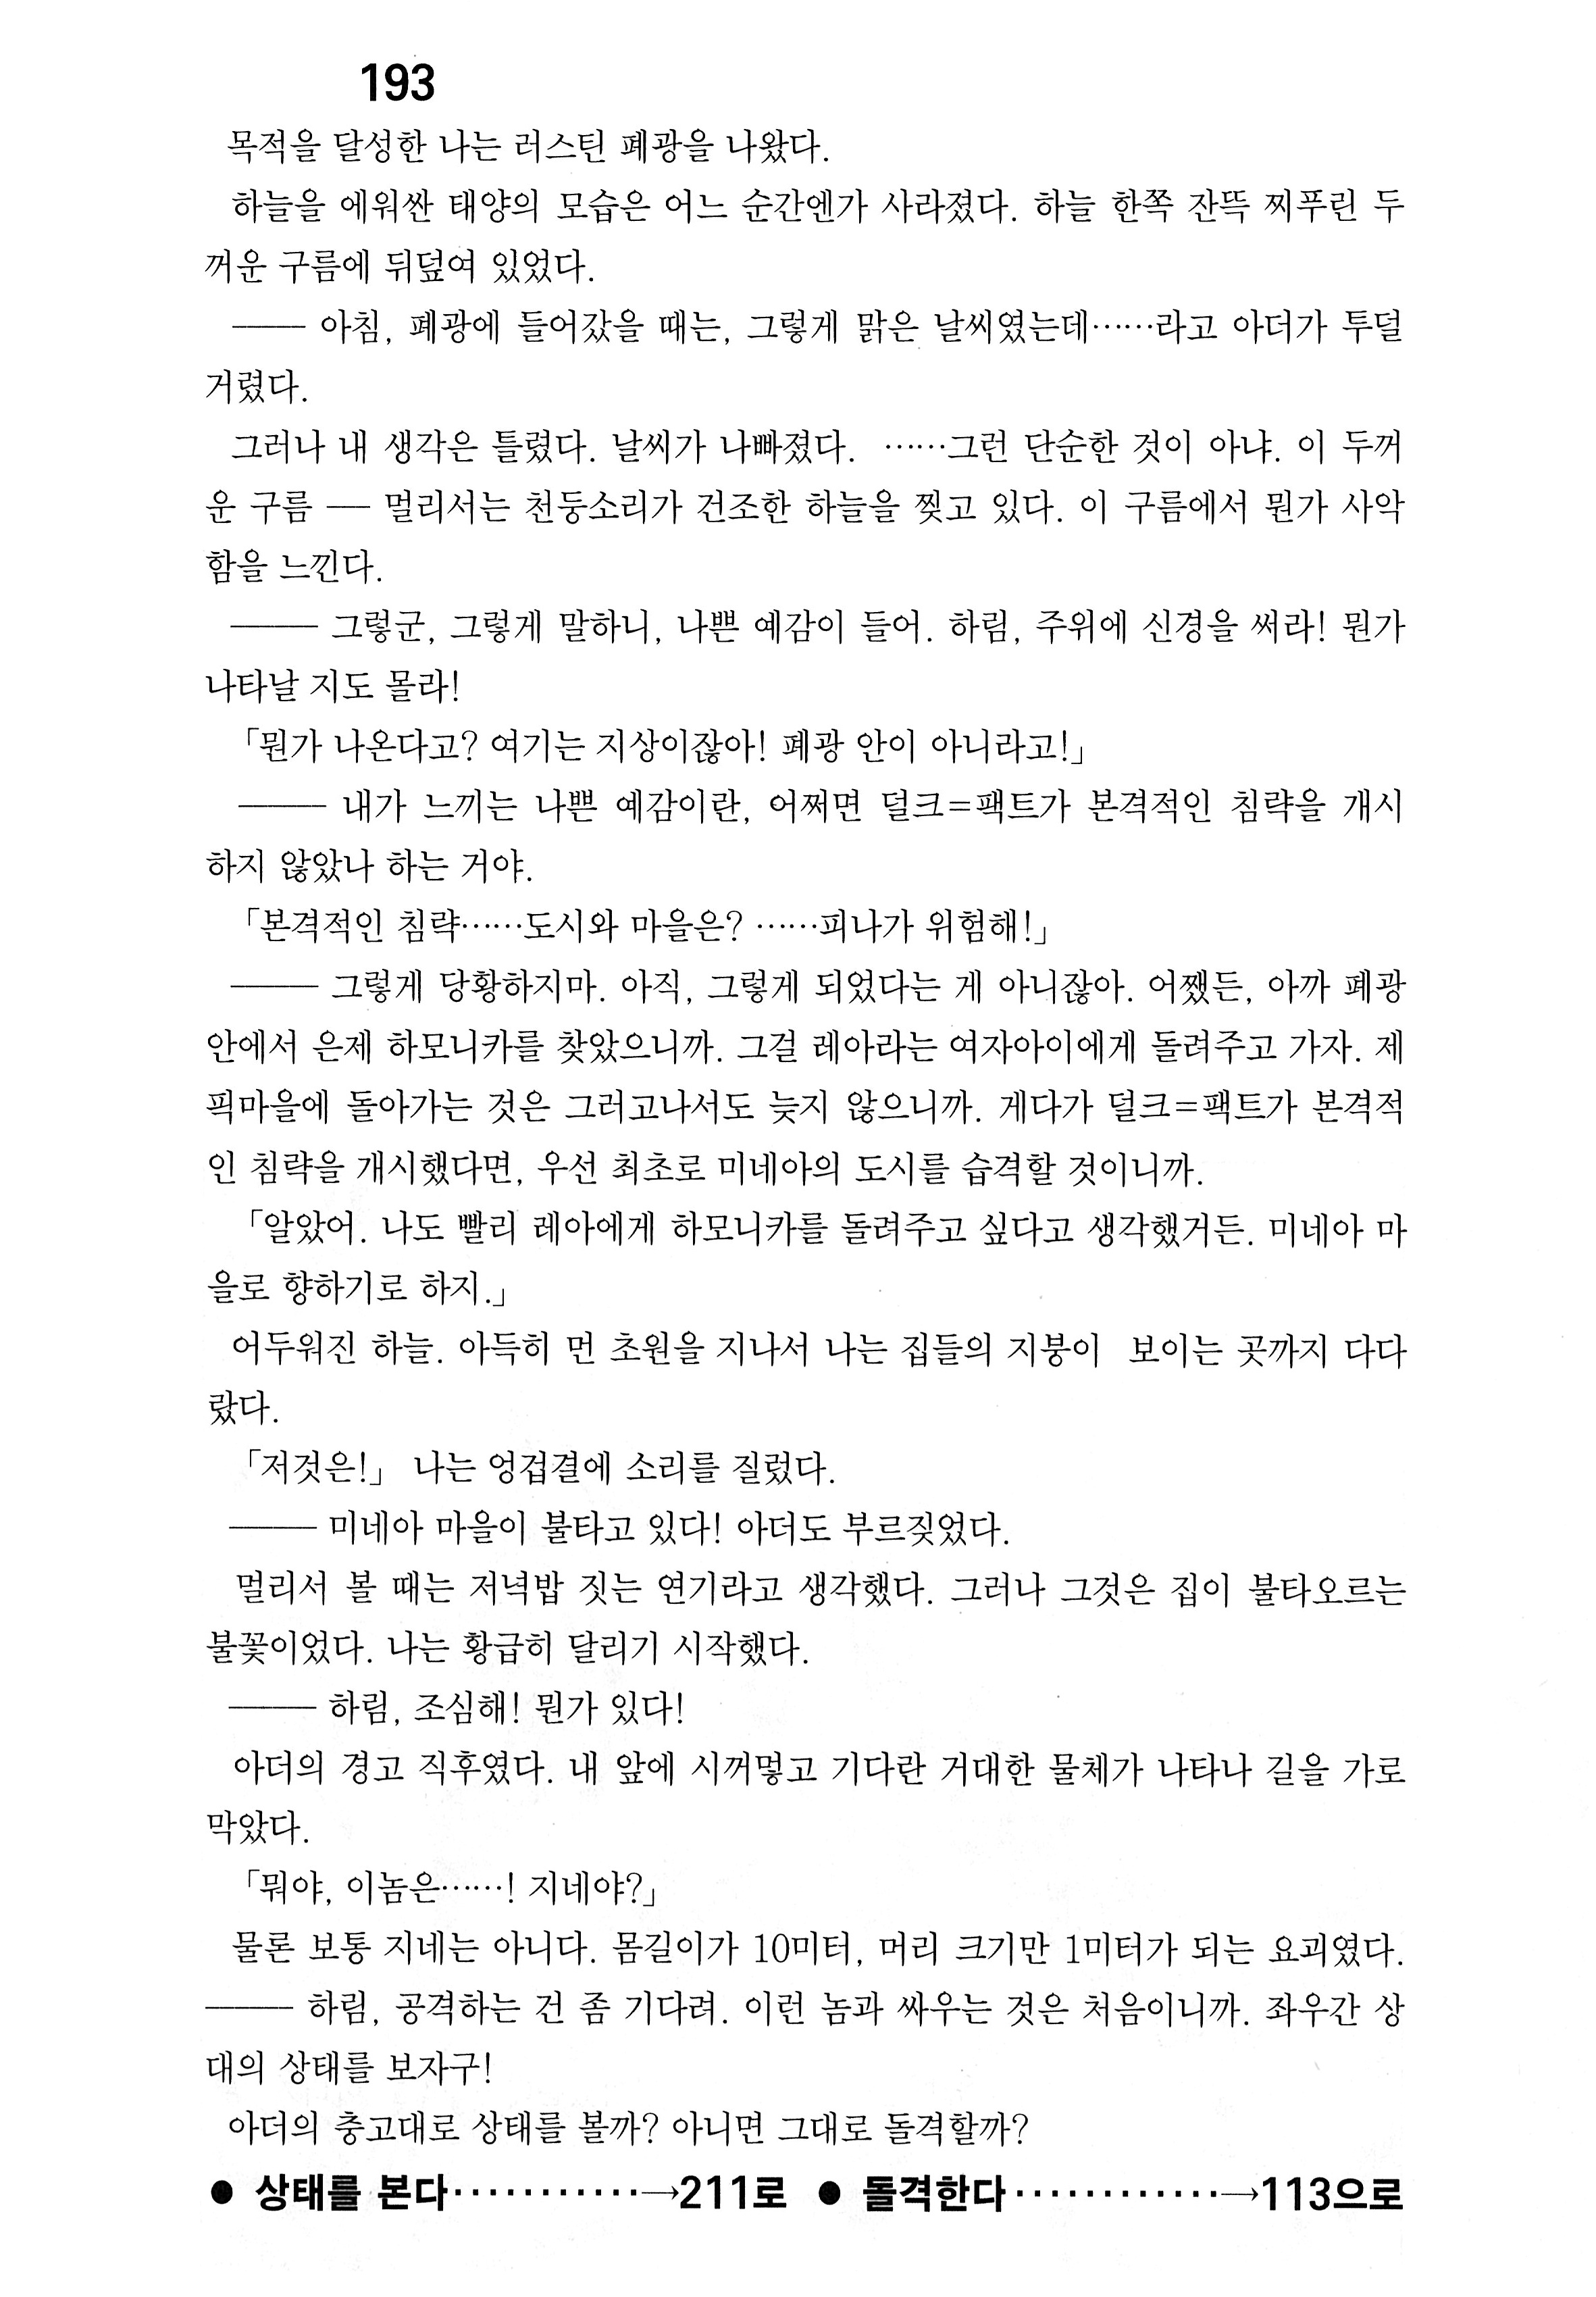 193
목적을 달성한 나는 러스틴 폐광을 나왔다.
하늘을 에워싼 태양의 모습은 어느 순간엔가 사라졌다. 하늘 한쪽 잔뜩 찌푸린 두
꺼운 구름에 뒤덮여 있었다.
─── 아침, 폐광에 들어갔을 때는, 그렇게 맑은 날씨였는데……라고 아더가 투덜
거렸다.
그러나 내 생각은 틀렸다. 날씨가 나빠졌다. ……그런 단순한 것이 아냐. 이 두꺼
운 구름 ── 멀리서는 천둥소리가 건조한 하늘을 찢고 있다. 이 구름에서 뭔가 사악
함을 느낀다.
─── 그렇군, 그렇게 말하니, 나쁜 예감이 들어. 하림, 주위에 신경을 써라! 뭔가
나타날 지도 몰라!
「뭔가 나온다고? 여기는 지상이잖아! 폐광 안이 아니라고!」
─── 내가 느끼는 나쁜 예감이란, 어쩌면 덜크=팩트가 본격적인 침략을 개시
하지 않았나 하는 거야.
「본격적인 침략……도시와 마을은? ……피나가 위험해!」
─── 그렇게 당황하지마. 아직, 그렇게 되었다는 게 아니잖아. 어쨌든, 아까 폐광
안에서 은제 하모니카를 찾았으니까. 그걸 레아라는 여자아이에게 돌려주고 가자. 제
픽마을에 돌아가는 것은 그러고나서도 늦지 않으니까. 게다가 덜크=팩트가 본격적
인 침략을 개시했다면, 우선 최초로 미네아의 도시를 습격할 것이니까.
「알았어. 나도 빨리 레아에게 하모니카를 돌려주고 싶다고 생각했거든. 미네아 마
을로 향하기로 하지.」
어두워진 하늘. 아득히 먼 초원을 지나서 나는 집들의 지붕이 보이는 곳까지 다다
랐다.
「저것은!」 나는 엉겁결에 소리를 질렀다.
─── 미네아 마을이 불타고 있다! 아더도 부르짖었다.
멀리서 볼 때는 저녁밥 짓는 연기라고 생각했다. 그러나 그것은 집이 불타오르는
불꽃이었다. 나는 황급히 달리기 시작했다.
─── 하림, 조심해! 뭔가 있다!
아더의 경고 직후였다. 내 앞에 시꺼멓고 기다란 거대한 물체가 나타나 길을 가로
막았다.
「뭐야, 이놈은……! 지네야?」
물론 보통 지네는 아니다. 몸길이가 10미터, 머리 크기만 1미터가 되는 요괴였다.
─── 하림, 공격하는 건 좀 기다려. 이런 놈과 싸우는 것은 처음이니까. 좌우간 상
대의 상태를 보자구!
아더의 충고대로 상태를 볼까? 아니면 그대로 돌격할까?
● 상태를 본다···········→211로 ● 돌격한다············→113으로